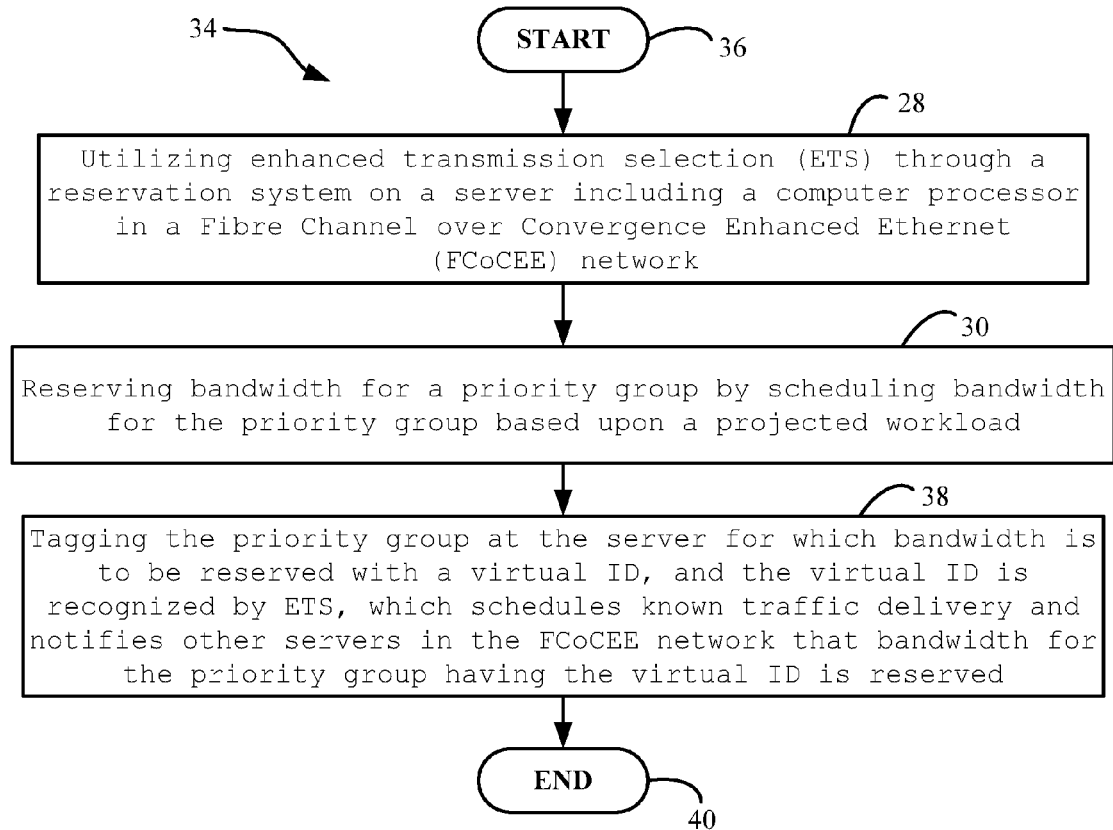 34
START
36
28
Utilizing enhanced transmission selection (ETS) through a
reservation system on a server including a computer processor
in a Fibre Channel over Convergence Enhanced Ethernet
(FCoCEE) network
30
Reserving bandwidth for a priority group by scheduling bandwidth
for the priority group based upon a projected workload
38
Tagging the priority group at the server for which bandwidth is
to be reserved with a virtual ID, and the virtual ID is
recognized by ETS, which schedules known traffic delivery and
notifies other servers in the FCoCEE network that bandwidth for
the priority group having the virtual ID is reserved
END
40